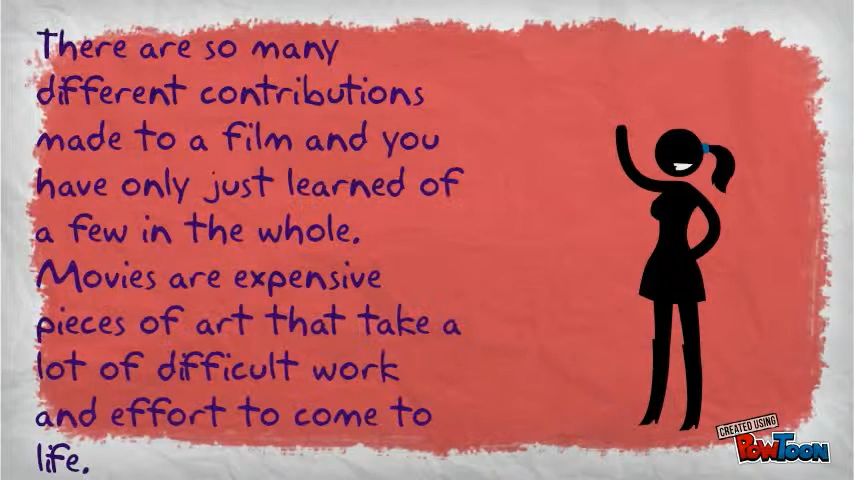 There are so many
different contributions
made to a film and you
have only just learned of
a few in the whole.
Movies are expensive
pieces of art that take a
lot of difficult work
and effort to come to
life.
CREATED USING
POWTOON